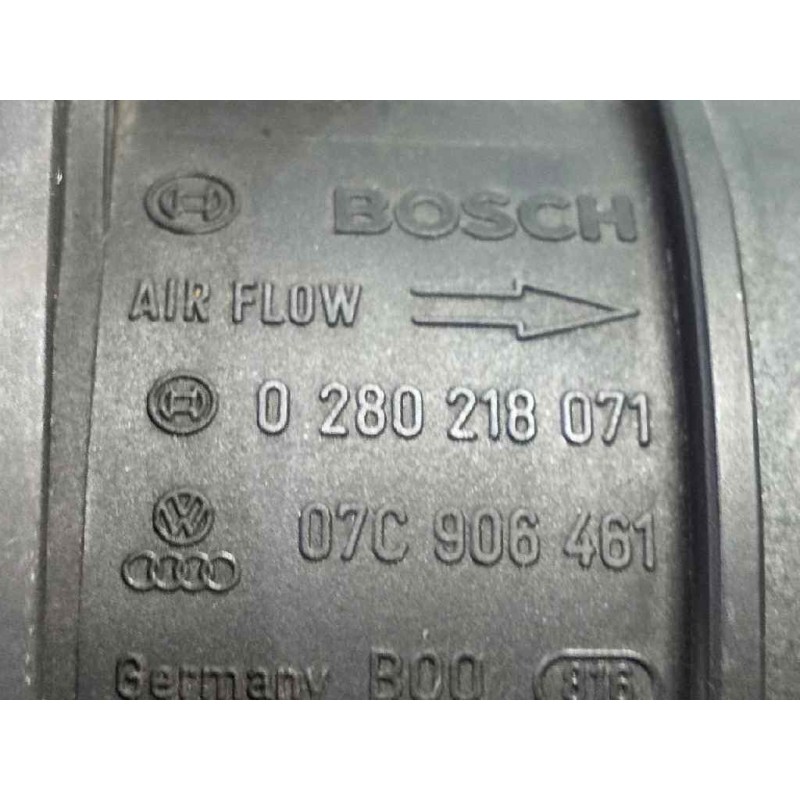 BOSCH
AIR FLOW
0 280 218 071
07C 906 461
Germany B00